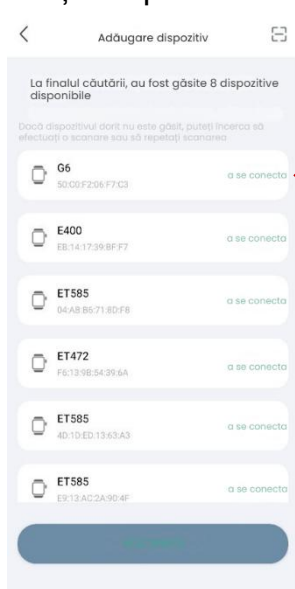 Adăugare dispozitiv
La finalul căutării, au fost găsite 8 dispozitive
disponibile
Dacă dispozitivul dorit nu este găsit, puteți încerca să
efectuați o scanare sau să repetați scanarea
G6
a se conecta
50:C0:F2:06:F7:C3
E400
a se conecta
EB:14:17:39:BF:F7
ET585
a se conecta
04:A8:B6:71:8D:F8
ET472
a se conecta
F6:13:9B:54:39:6A
ET585
a se conecta
4D:1D:ED:13:63:A3
ET585
a se conecta
E9:13:AC:2A:90:4F